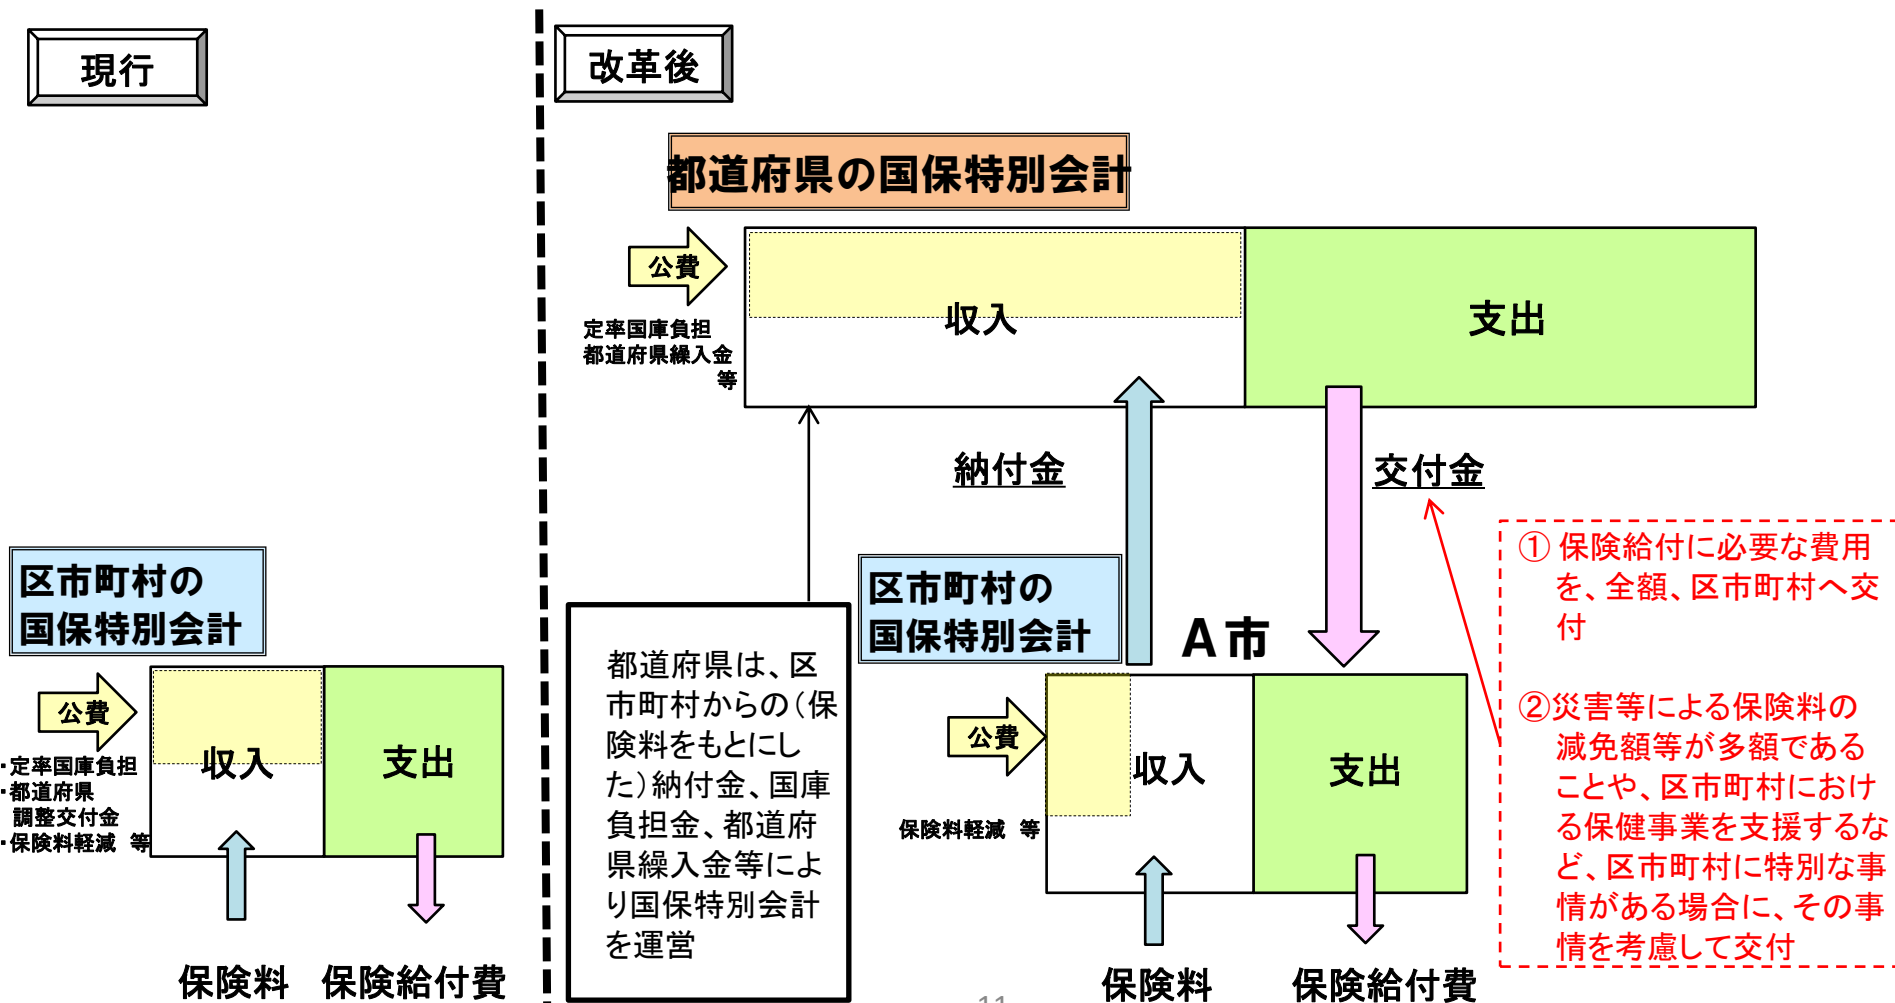 現行
区市町村の
国保特別会計
公費
・定率国庫負担
・都道府県
調整交付金
・保険料軽減 等
収入
支出
保険料
保険給付費
改革後
都道府県の国保特別会計
公費
定率国庫負担
都道府県繰入金
等
収入
支出
納付金
交付金
都道府県は、区
市町村からの(保
険料をもとにし
た)納付金、国庫
負担金、都道府
県繰入金等によ
り国保特別会計
を運営
区市町村の
国保特別会計
A市
公費
保険料軽減 等
収入
支出
保険料
保険給付費
① 保険給付に必要な費用
を、全額、区市町村へ交
付
②災害等による保険料の
減免額等が多額である
ことや、区市町村におけ
る保健事業を支援するな
ど、区市町村に特別な事
情がある場合に、その事
情を考慮して交付
11